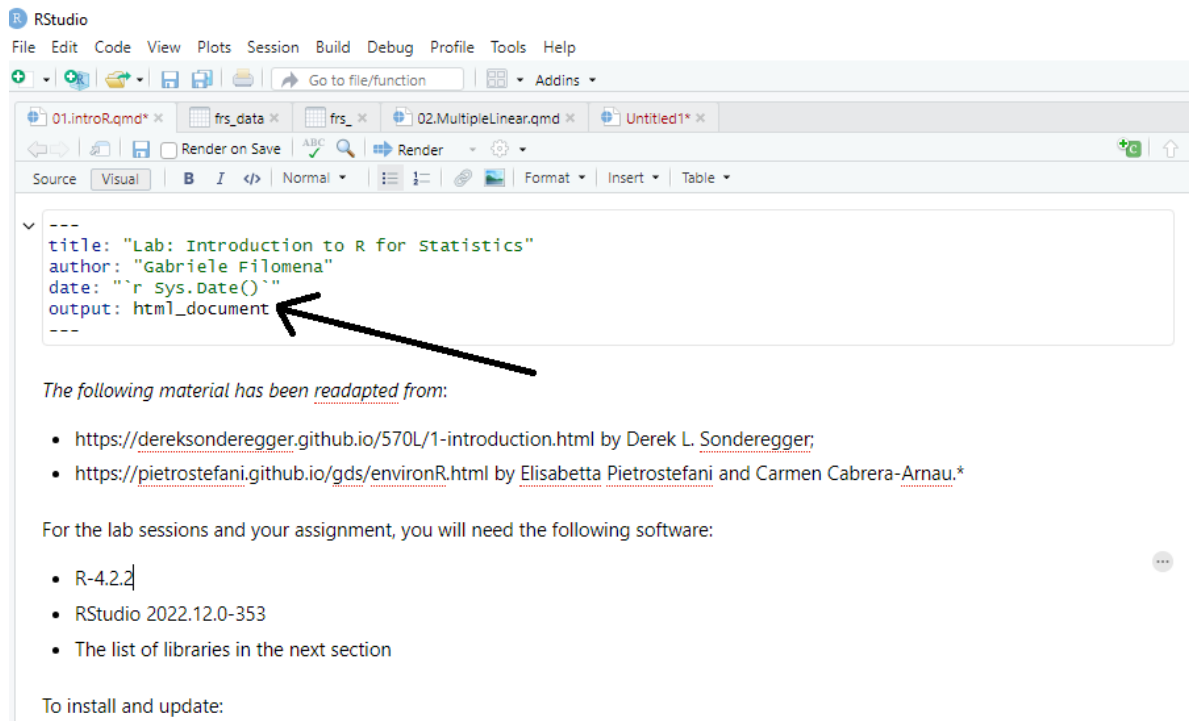 RStudio
File Edit Code View Plots Session Build Debug Profile Tools Help
Go to file/function Addins
01.introR.qmd* frs_data frs_ 02.MultipleLinear.qmd Untitled1*
Render on Save ABC Render
Source Visual B I </> Normal Format Insert Table
---
title: "Lab: Introduction to R for Statistics"
author: "Gabriele Filomena"
date: "`r Sys.Date()`"
output: html_document
---
The following material has been readapted from:
• https://dereksonderegger.github.io/570L/1-introduction.html by Derek L. Sonderegger;
• https://pietrostefani.github.io/gds/environR.html by Elisabetta Pietrostefani and Carmen Cabrera-Arnau.*
For the lab sessions and your assignment, you will need the following software:
• R-4.2.2
• RStudio 2022.12.0-353
• The list of libraries in the next section
To install and update: